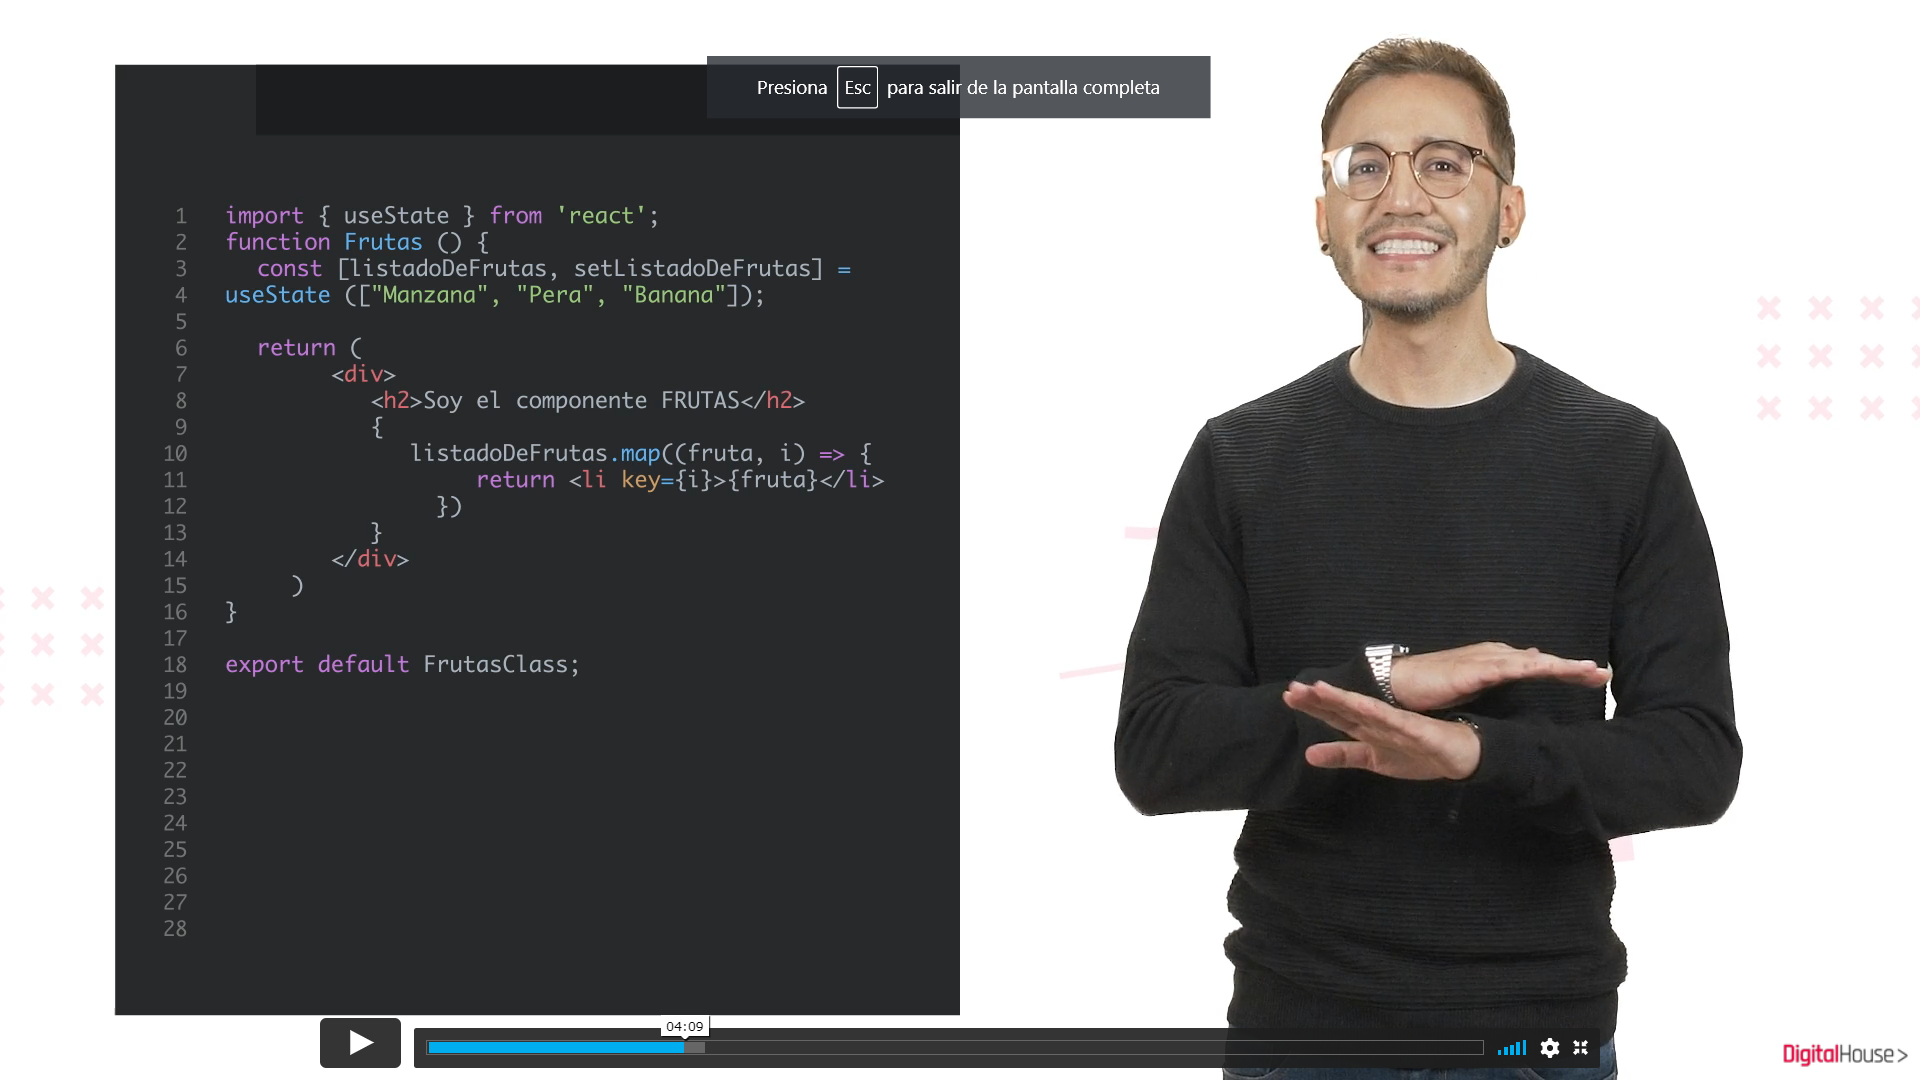 Presiona Esc para salir de la pantalla completa
1 import { useState } from 'react';
2 function Frutas () {
3 const [listadoDeFrutas, setListadoDeFrutas] =
4 useState (["Manzana", "Pera", "Banana"]);
5
6 return (
7 <div>
8 <h2>Soy el componente FRUTAS</h2>
9 {
10 listadoDeFrutas.map((fruta, i) => {
11 return <li key={i}>{fruta}</li>
12 })
13 }
14 </div>
15 )
16 }
17
18 export default FrutasClass;
19
20
21
22
23
24
25
26
27
28
04:09
DigitalHouse>